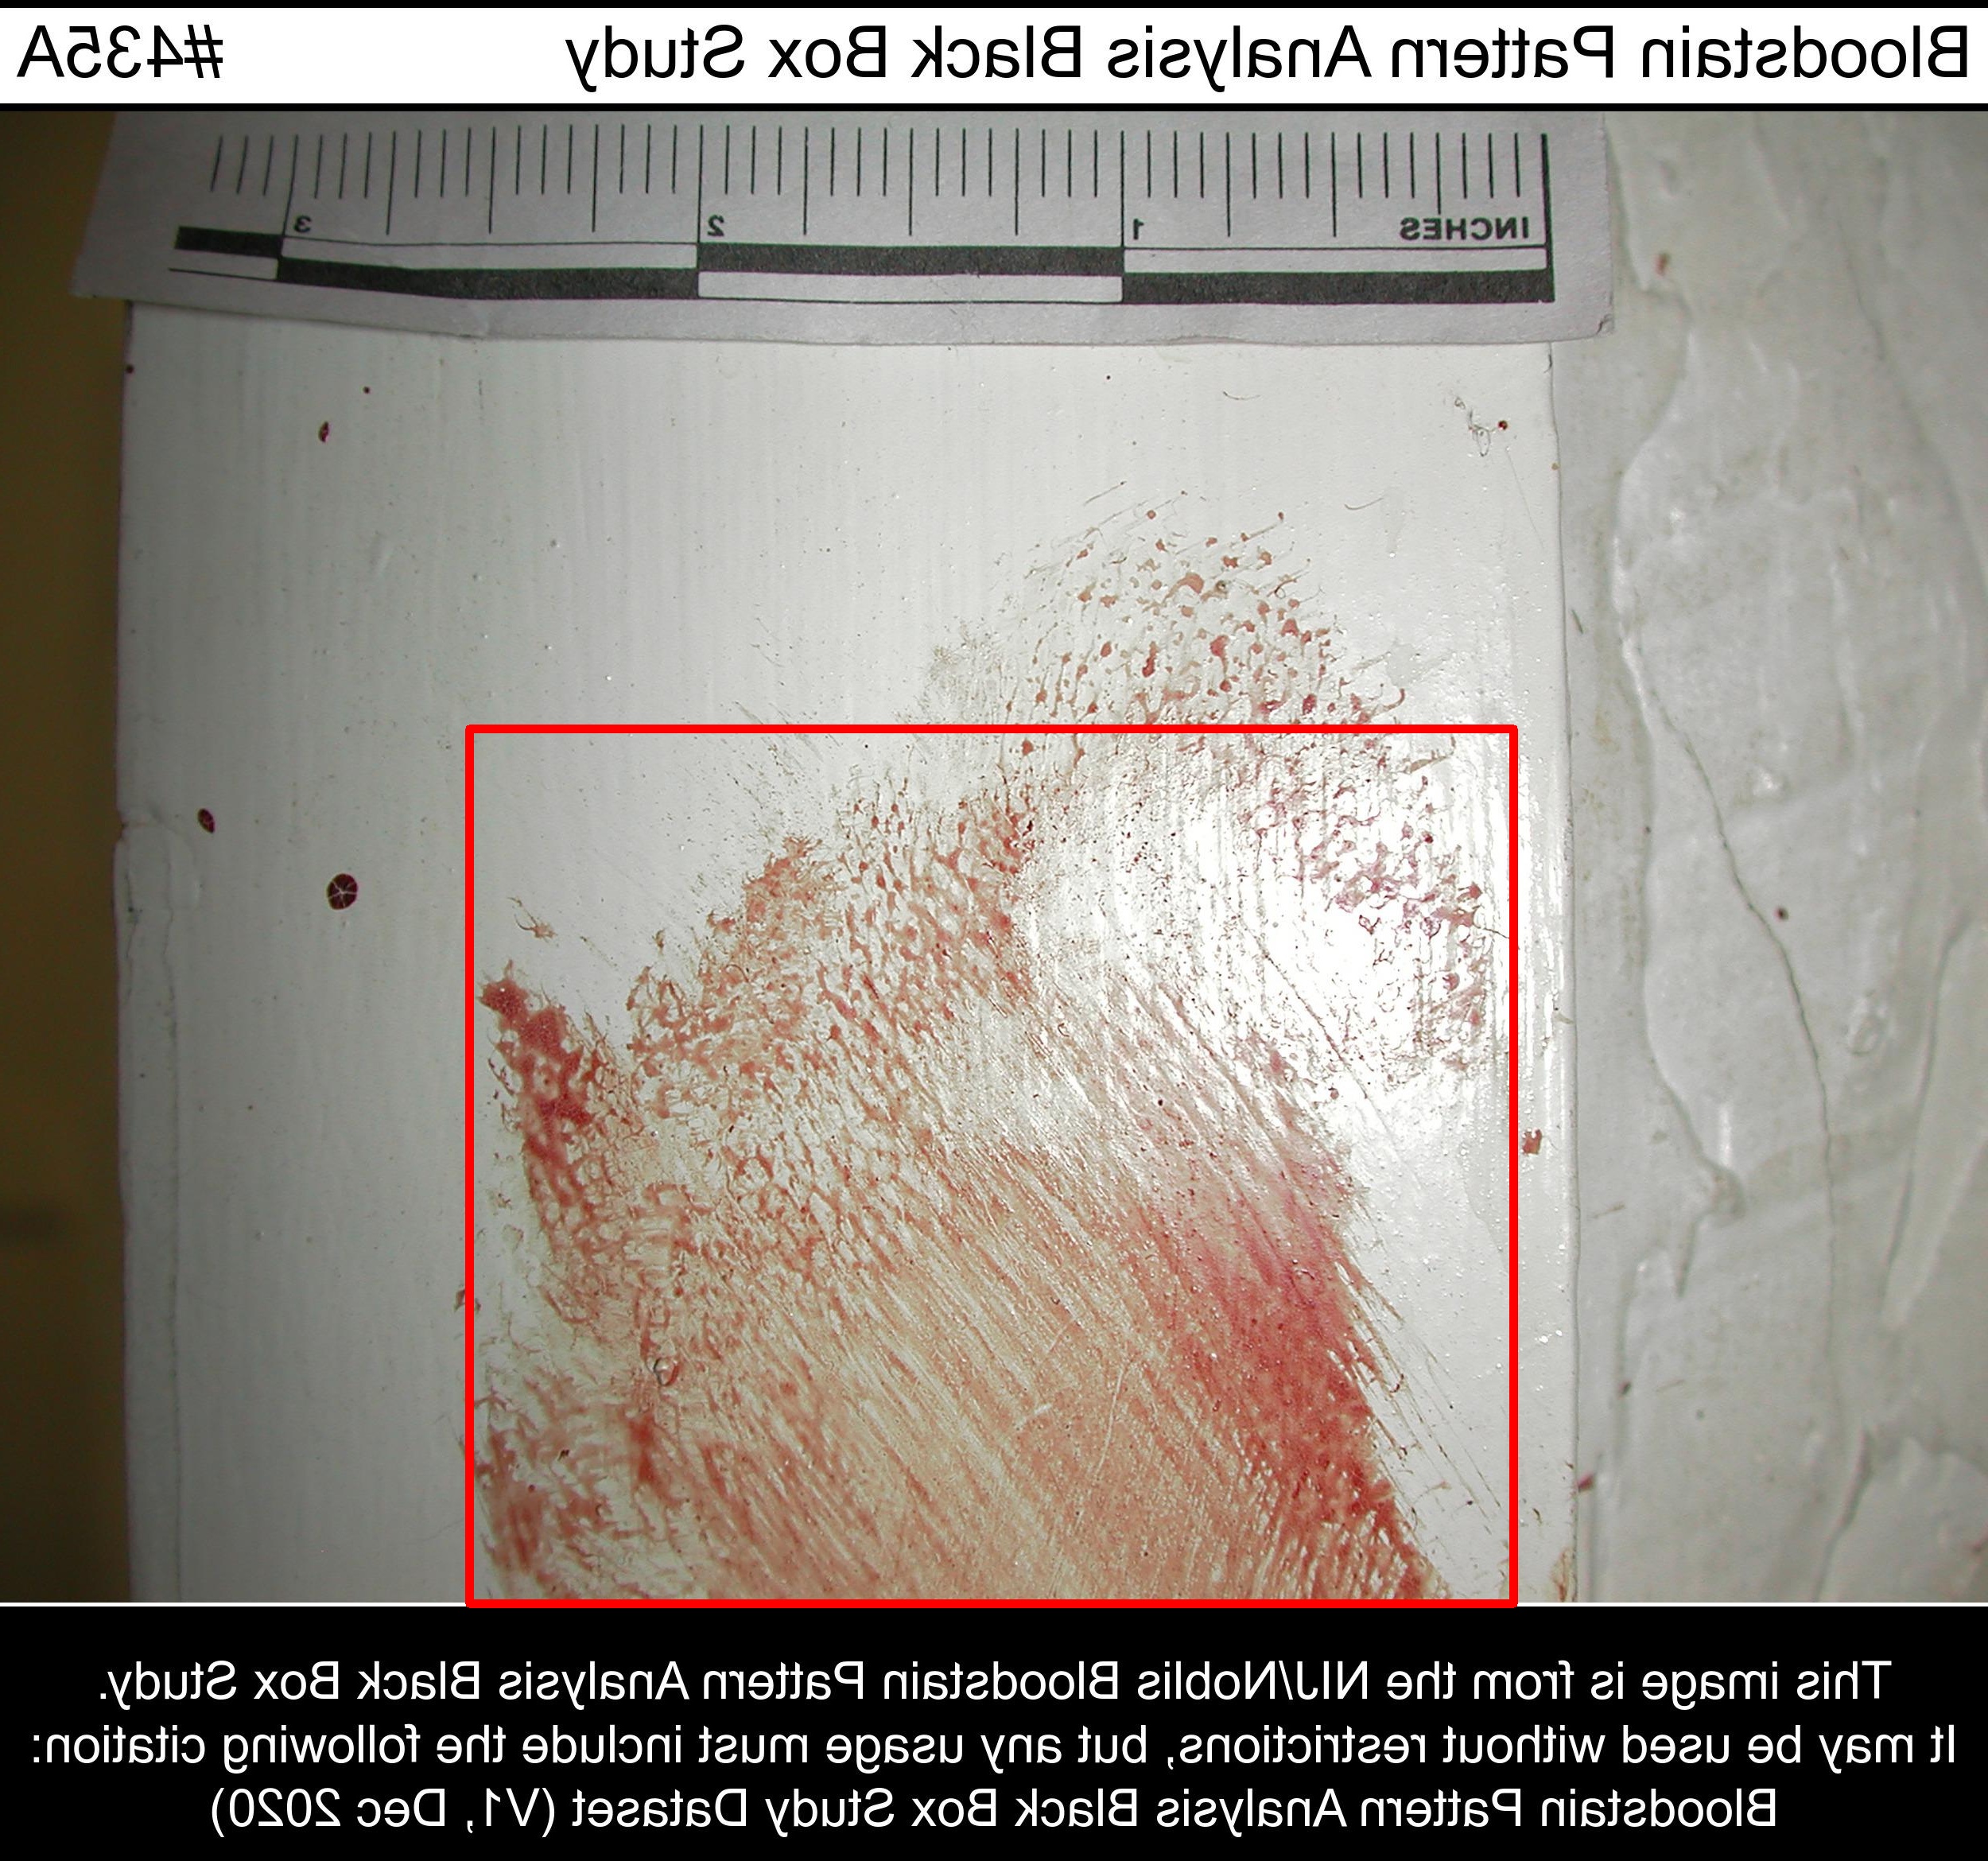 Bloodstain Pattern Analysis Black Box Study #435A
INCHES 1 2 3
This image is from the NIJ/Noblis Bloodstain Pattern Analysis Black Box Study.
It may be used without restrictions, but any usage must include the following citation:
Bloodstain Pattern Analysis Black Box Study Dataset (V1, Dec 2020)